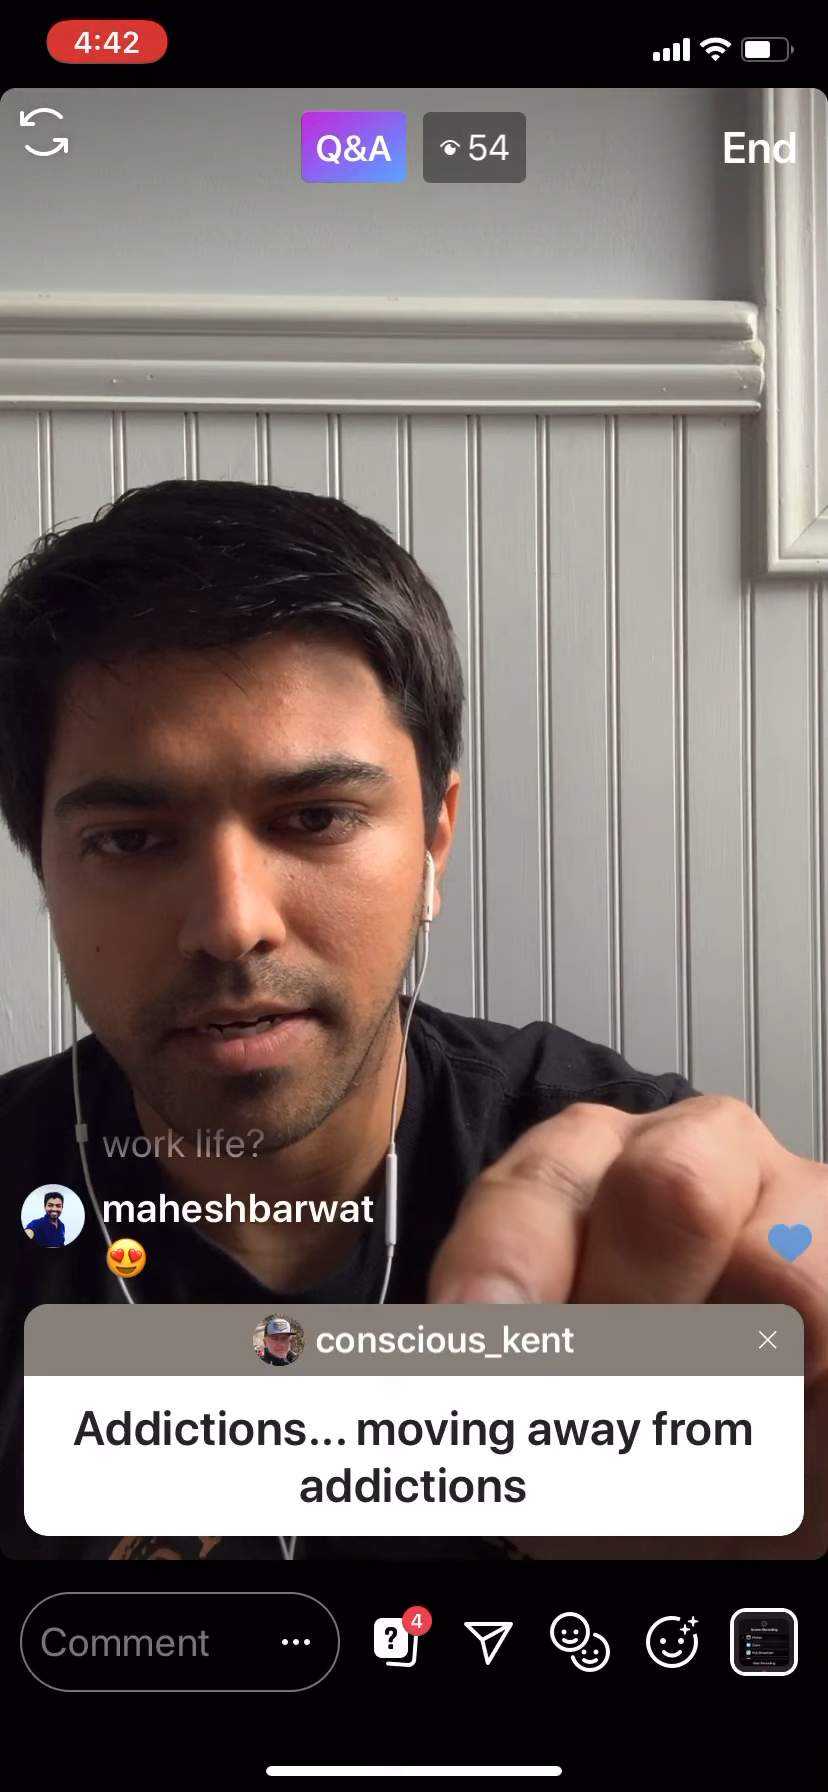 4:42
Q&A
54
End
work life?
maheshbarwat
😍
conscious_kent
Addictions... moving away from
addictions
Comment
?
4